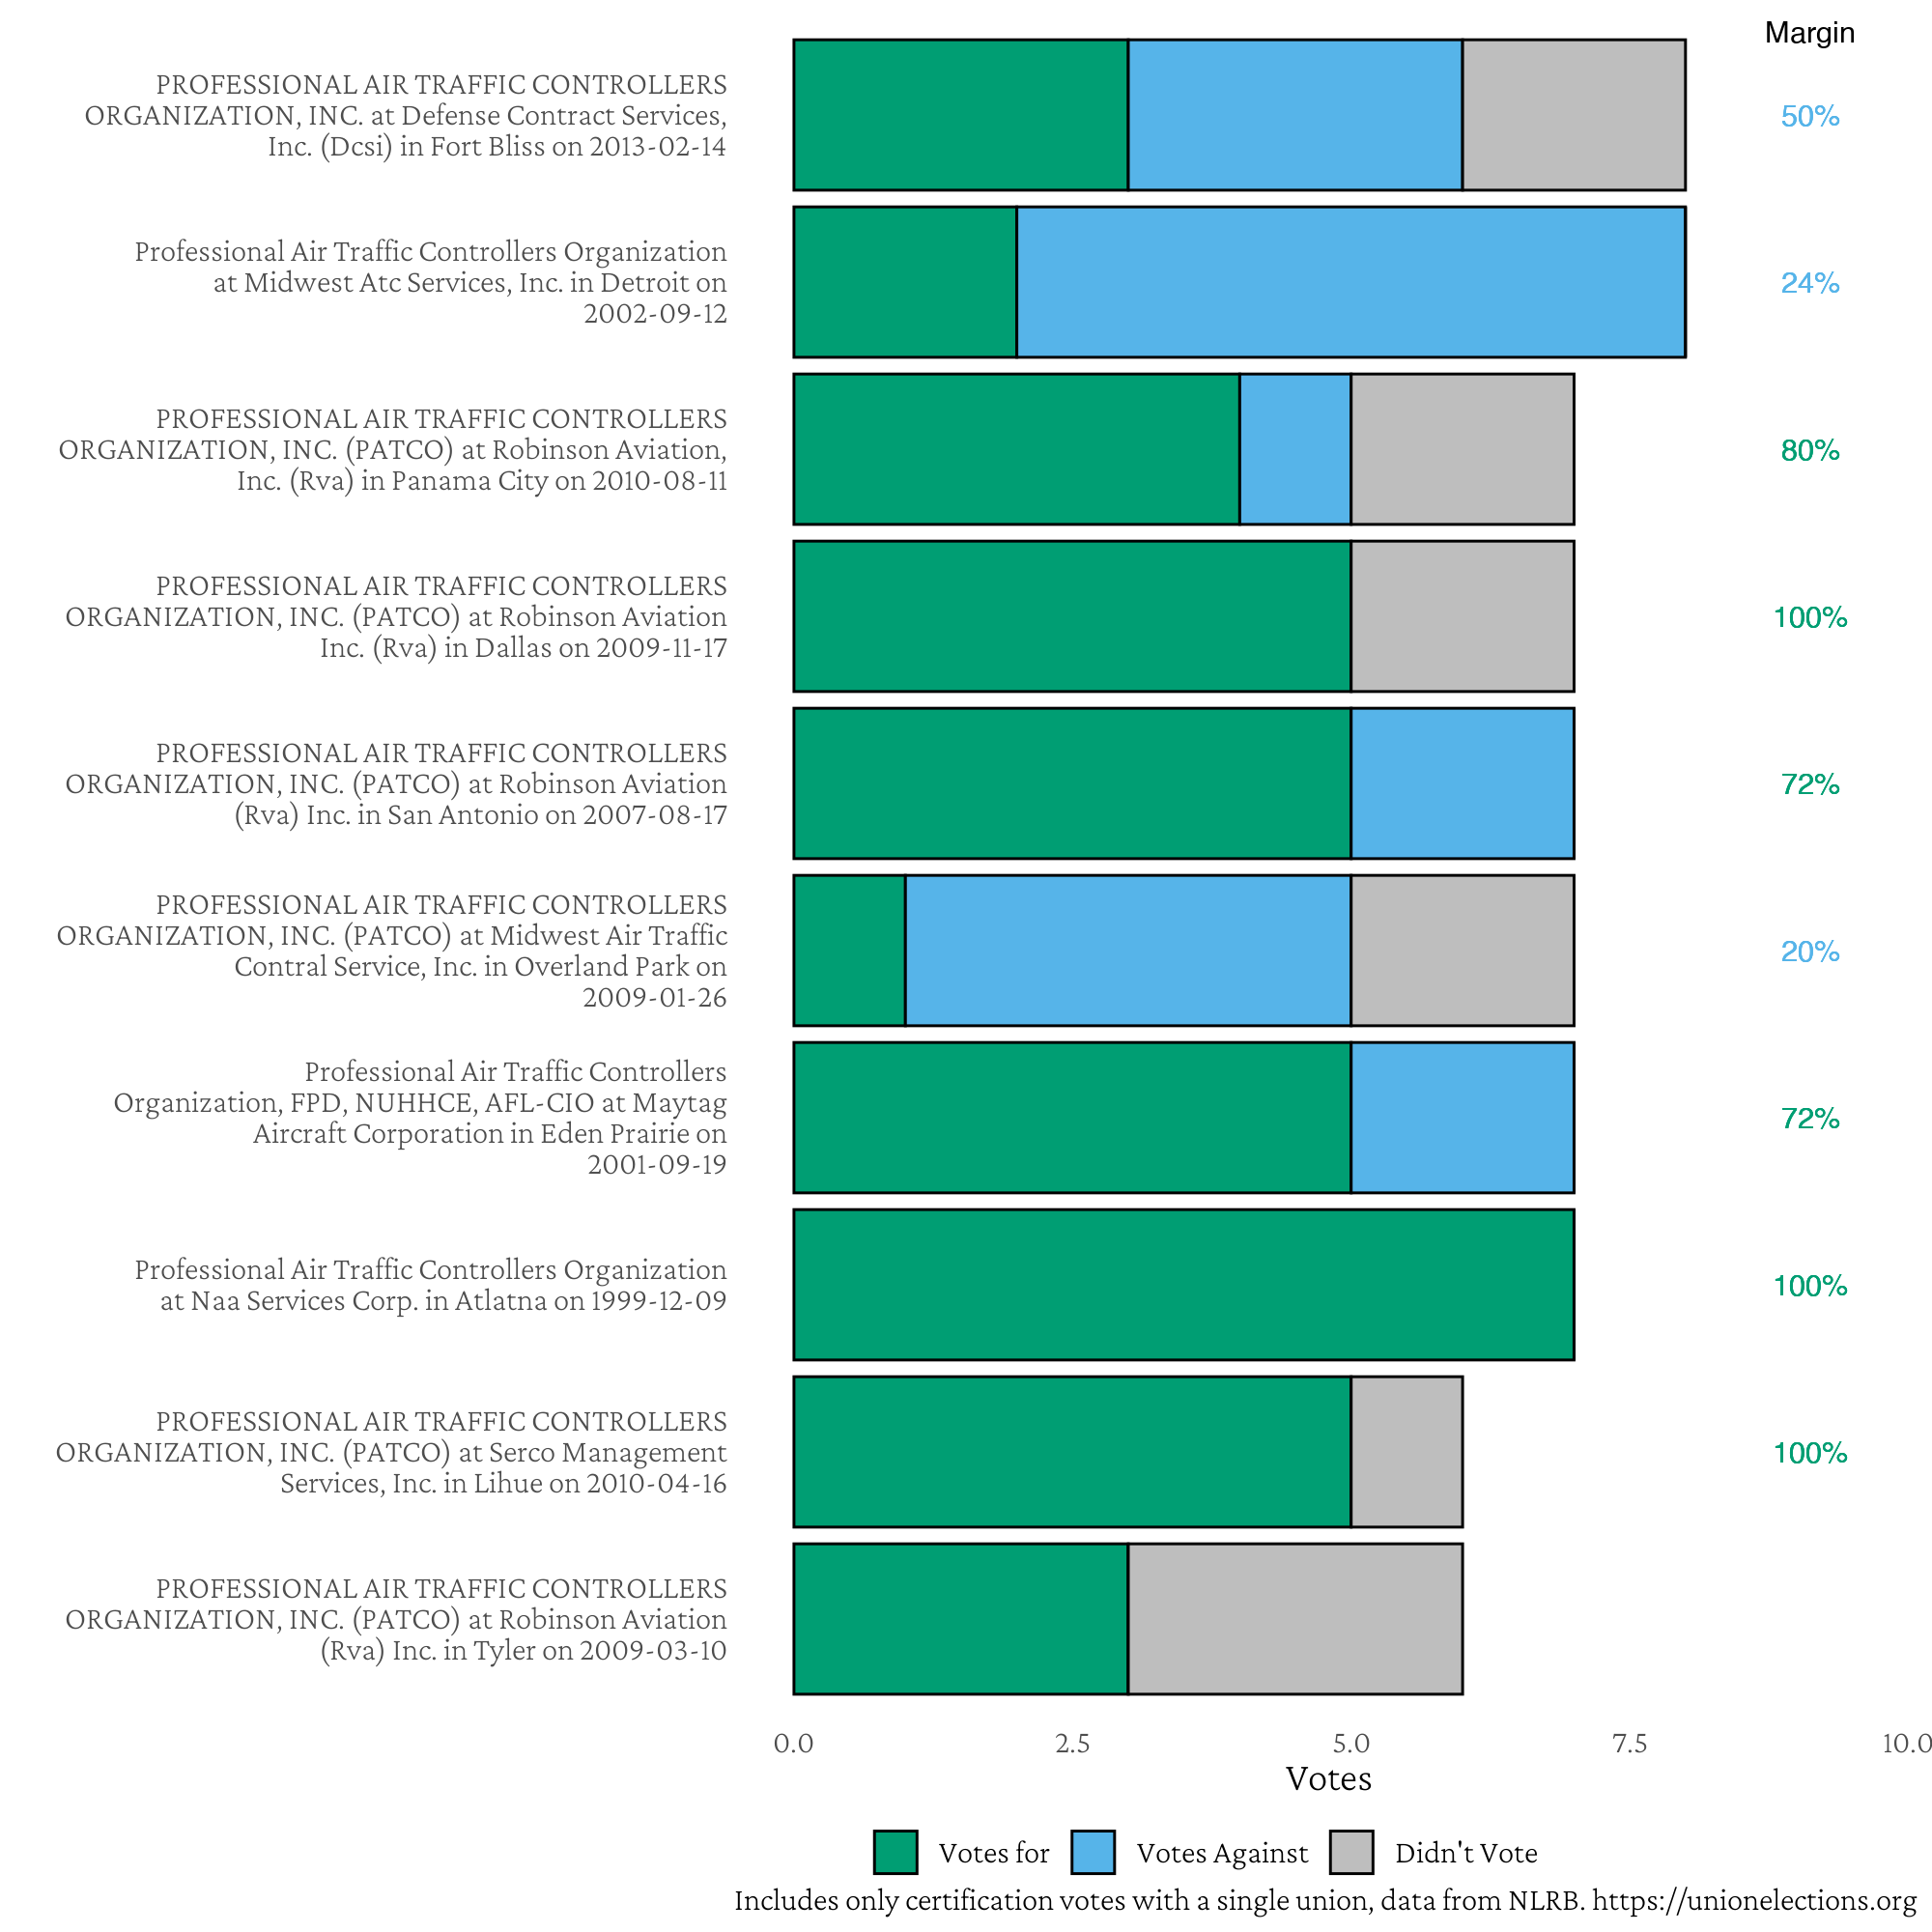 Margin
PROFESSIONAL AIR TRAFFIC CONTROLLERS
ORGANIZATION, INC. at Defense Contract Services,
Inc. (Dcsi) in Fort Bliss on 2013-02-14
50%
Professional Air Traffic Controllers Organization
at Midwest Atc Services, Inc. in Detroit on
2002-09-12
24%
PROFESSIONAL AIR TRAFFIC CONTROLLERS
ORGANIZATION, INC. (PATCO) at Robinson Aviation,
Inc. (Rva) in Panama City on 2010-08-11
80%
PROFESSIONAL AIR TRAFFIC CONTROLLERS
ORGANIZATION, INC. (PATCO) at Robinson Aviation
Inc. (Rva) in Dallas on 2009-11-17
100%
PROFESSIONAL AIR TRAFFIC CONTROLLERS
ORGANIZATION, INC. (PATCO) at Robinson Aviation
(Rva) Inc. in San Antonio on 2007-08-17
72%
PROFESSIONAL AIR TRAFFIC CONTROLLERS
ORGANIZATION, INC. (PATCO) at Midwest Air Traffic
Contral Service, Inc. in Overland Park on
2009-01-26
20%
Professional Air Traffic Controllers
Organization, FPD, NUHHCE, AFL-CIO at Maytag
Aircraft Corporation in Eden Prairie on
2001-09-19
72%
Professional Air Traffic Controllers Organization
at Naa Services Corp. in Atlatna on 1999-12-09
100%
PROFESSIONAL AIR TRAFFIC CONTROLLERS
ORGANIZATION, INC. (PATCO) at Serco Management
Services, Inc. in Lihue on 2010-04-16
100%
PROFESSIONAL AIR TRAFFIC CONTROLLERS
ORGANIZATION, INC. (PATCO) at Robinson Aviation
(Rva) Inc. in Tyler on 2009-03-10
0.0 2.5 5.0 7.5 10.0
Votes
Votes for Votes Against Didn't Vote
Includes only certification votes with a single union, data from NLRB. https://unionelections.org